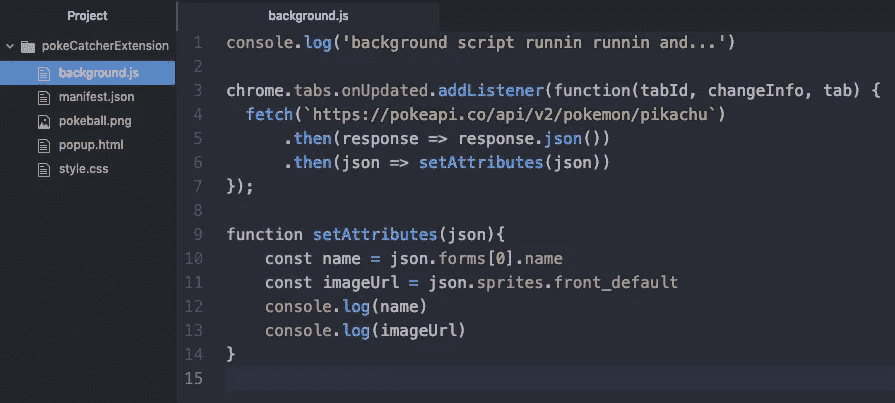 Project
pokeCatcherExtension
background.js
manifest.json
pokeball.png
popup.html
style.css
background.js
1 console.log('background script runnin runnin and...')
2
3 chrome.tabs.onUpdated.addListener(function(tabId, changeInfo, tab) {
4   fetch(`https://pokeapi.co/api/v2/pokemon/pikachu`)
5       .then(response => response.json())
6       .then(json => setAttributes(json))
7 });
8
9 function setAttributes(json){
10     const name = json.forms[0].name
11     const imageUrl = json.sprites.front_default
12     console.log(name)
13     console.log(imageUrl)
14 }
15